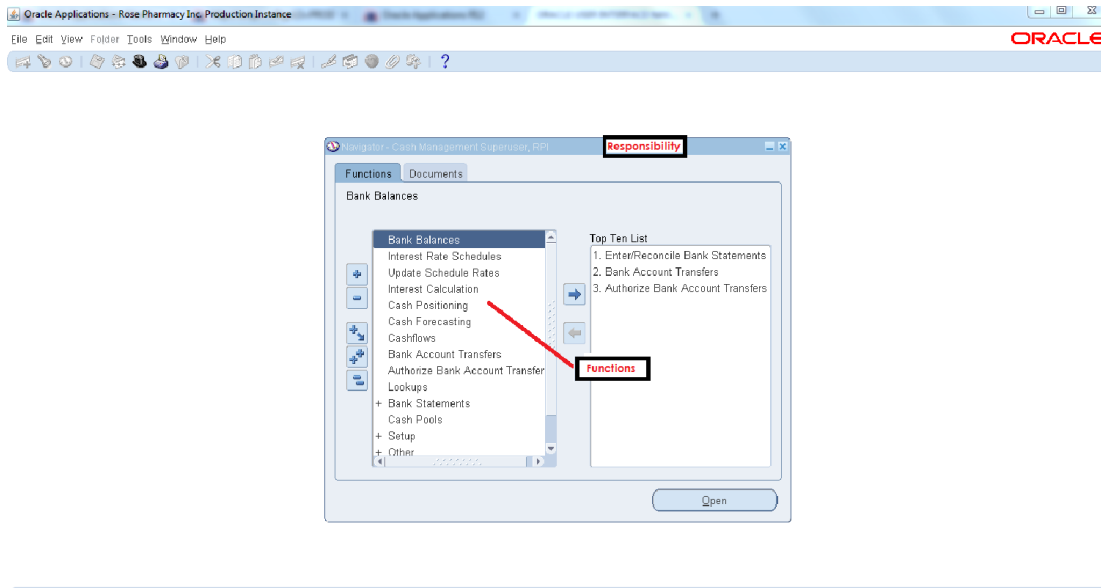 Oracle Applications - Rose Pharmacy Inc. Production Instance
File Edit View Folder Tools Window Help
ORACLE
Navigator - Cash Management Superuser, RPI
Responsibility
Functions Documents
Bank Balances
Bank Balances
Interest Rate Schedules
Update Schedule Rates
Interest Calculation
Cash Positioning
Cash Forecasting
Cashflows
Bank Account Transfers
Authorize Bank Account Transfer
Lookups
+ Bank Statements
Cash Pools
+ Setup
+ Other
Top Ten List
1. Enter/Reconcile Bank Statements
2. Bank Account Transfers
3. Authorize Bank Account Transfers
Functions
Open